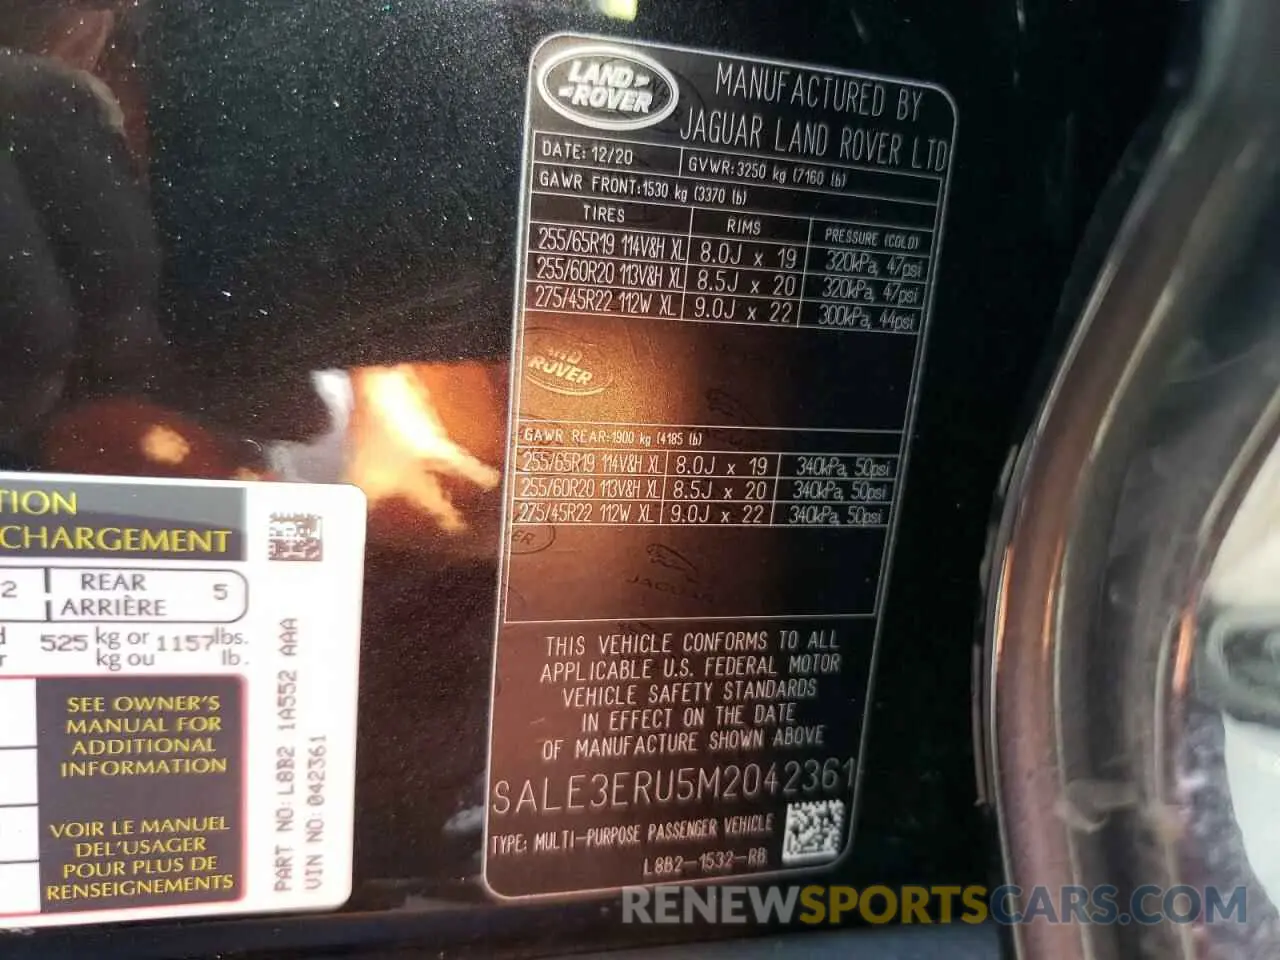 LAND
ROVER
MANUFACTURED BY
JAGUAR LAND ROVER LTD
DATE: 12/20
GVWR:3250 kg (7160 lb)
GAWR FRONT:1530 kg (3370 lb)
TIRES RIMS PRESSURE (COLD)
255/65R19 114V&H XL 8.0J x 19 320kPa, 47psi
255/60R20 113V&H XL 8.5J x 20 320kPa, 47psi
275/45R22 112W XL 9.0J x 22 300kPa, 44psi
ROVER
GAWR REAR:1900 kg (4185 lb)
255/65R19 114V&H XL 8.0J x 19 340kPa, 50psi
255/60R20 113V&H XL 8.5J x 20 340kPa, 50psi
275/45R22 112W XL 9.0J x 22 340kPa, 50psi
JAGUAR
THIS VEHICLE CONFORMS TO ALL
APPLICABLE U.S. FEDERAL MOTOR
VEHICLE SAFETY STANDARDS
IN EFFECT ON THE DATE
OF MANUFACTURE SHOWN ABOVE
SALE3ERU5M2042361
TYPE: MULTI-PURPOSE PASSENGER VEHICLE
L8B2-1532-RB
TION
CHARGEMENT
2 REAR 5
ARRIÈRE
525 kg or 1157 lbs.
kg ou lb.
SEE OWNER'S
MANUAL FOR
ADDITIONAL
INFORMATION
VOIR LE MANUEL
DEL'USAGER
POUR PLUS DE
RENSEIGNEMENTS
PART NO: L8B2 1A552 AAA
VIN NO: 042361
RENEWSPORTSCARS.COM